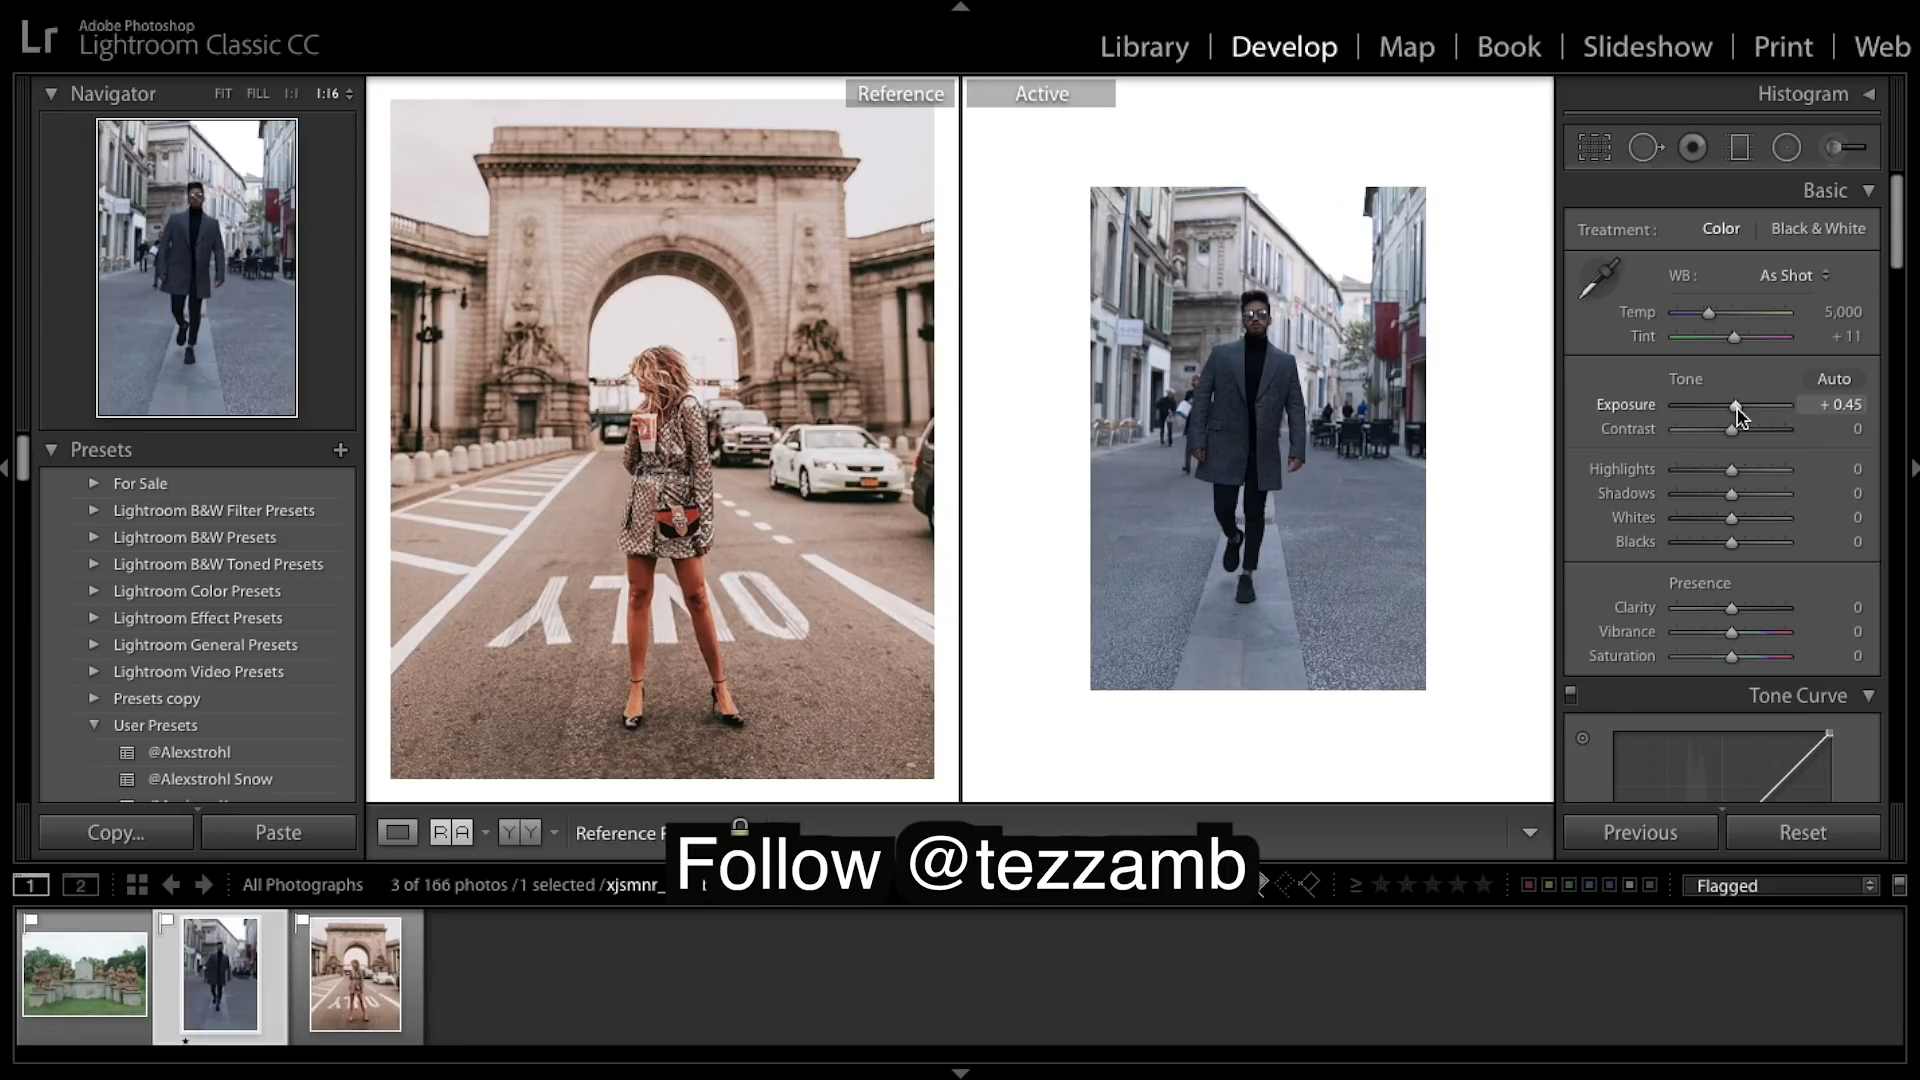 Lr
Adobe Photoshop
Lightroom Classic CC
Library | Develop | Map | Book | Slideshow | Print | Web
Navigator FIT FILL 1:1 1:16
Reference
Active
Histogram
Basic
Treatment : Color Black & White
WB : As Shot
Temp 5,000
Tint + 11
Tone Auto
Exposure + 0.45
Contrast 0
Highlights 0
Shadows 0
Whites 0
Blacks 0
Presence
Clarity 0
Vibrance 0
Saturation 0
Tone Curve
Presets +
For Sale
Lightroom B&W Filter Presets
Lightroom B&W Presets
Lightroom B&W Toned Presets
Lightroom Color Presets
Lightroom Effect Presets
Lightroom General Presets
Lightroom Video Presets
Presets copy
User Presets
@Alexstrohl
@Alexstrohl Snow
ONLY
Copy... Paste
R A Y Y Reference
Previous Reset
Follow @tezzamb
1 2 All Photographs 3 of 166 photos /1 selected /xjsmnr_
Flagged